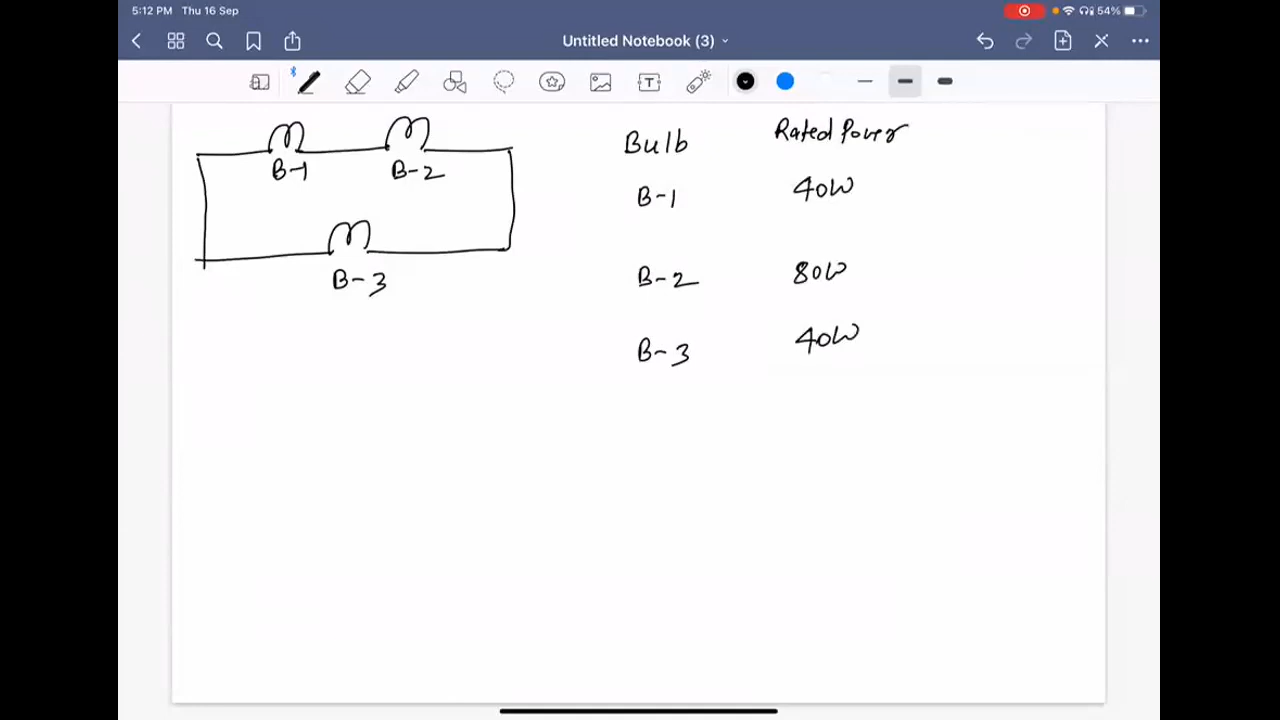 5:12 PM Thu 16 Sep
54%
Untitled Notebook (3)
T
B-1 B-2
B-3
Bulb Rated Power
B-1 40W
B-2 80W
B-3 40W